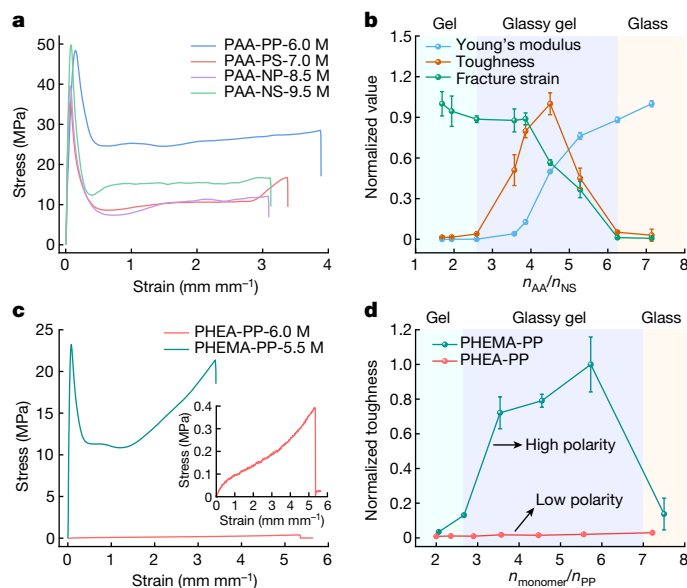 a
PAA-PP-6.0 M
PAA-PS-7.0 M
PAA-NP-8.5 M
PAA-NS-9.5 M
50
40
30
20
10
0
Stress (MPa)
0 1 2 3 4
Strain (mm mm⁻¹)
b
Gel Glassy gel Glass
Young's modulus
Toughness
Fracture strain
1.5
1.2
0.9
0.6
0.3
0
Normalized value
2 3 4 5 6 7 8
nAA/nNS
c
PHEA-PP-6.0 M
PHEMA-PP-5.5 M
25
20
15
10
5
0
Stress (MPa)
0 1 2 3 4 5 6
Strain (mm mm⁻¹)
0.4
0.3
0.2
0.1
0
Stress (MPa)
0 1 2 3 4 5 6
Strain (mm mm⁻¹)
d
Gel Glassy gel Glass
PHEMA-PP
PHEA-PP
High polarity
Low polarity
1.2
1.0
0.8
0.6
0.4
0.2
0
Normalized toughness
2 3 4 5 6 7 8
nmonomer/nPP